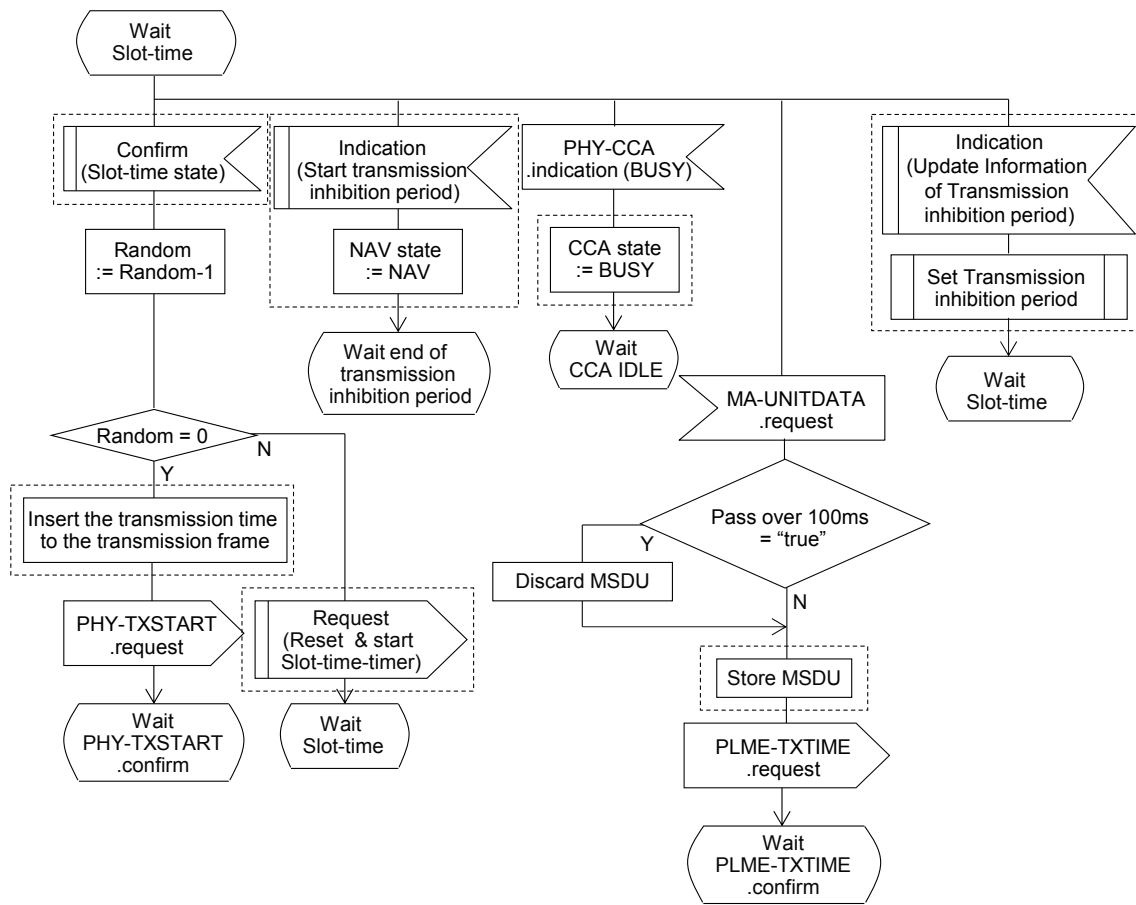 Wait
Slot-time
Confirm
(Slot-time state)
Random
:= Random-1
Random = 0
N
Y
Insert the transmission time
to the transmission frame
PHY-TXSTART
.request
Wait
PHY-TXSTART
.confirm
Request
(Reset & start
Slot-time-timer)
Wait
Slot-time
Indication
(Start transmission
inhibition period)
NAV state
:= NAV
Wait end of
transmission
inhibition period
PHY-CCA
.indication (BUSY)
CCA state
:= BUSY
Wait
CCA IDLE
MA-UNITDATA
.request
Pass over 100ms
= “true”
Y
Discard MSDU
N
Store MSDU
PLME-TXTIME
.request
Wait
PLME-TXTIME
.confirm
Indication
(Update Information
of Transmission
inhibition period)
Set Transmission
inhibition period
Wait
Slot-time